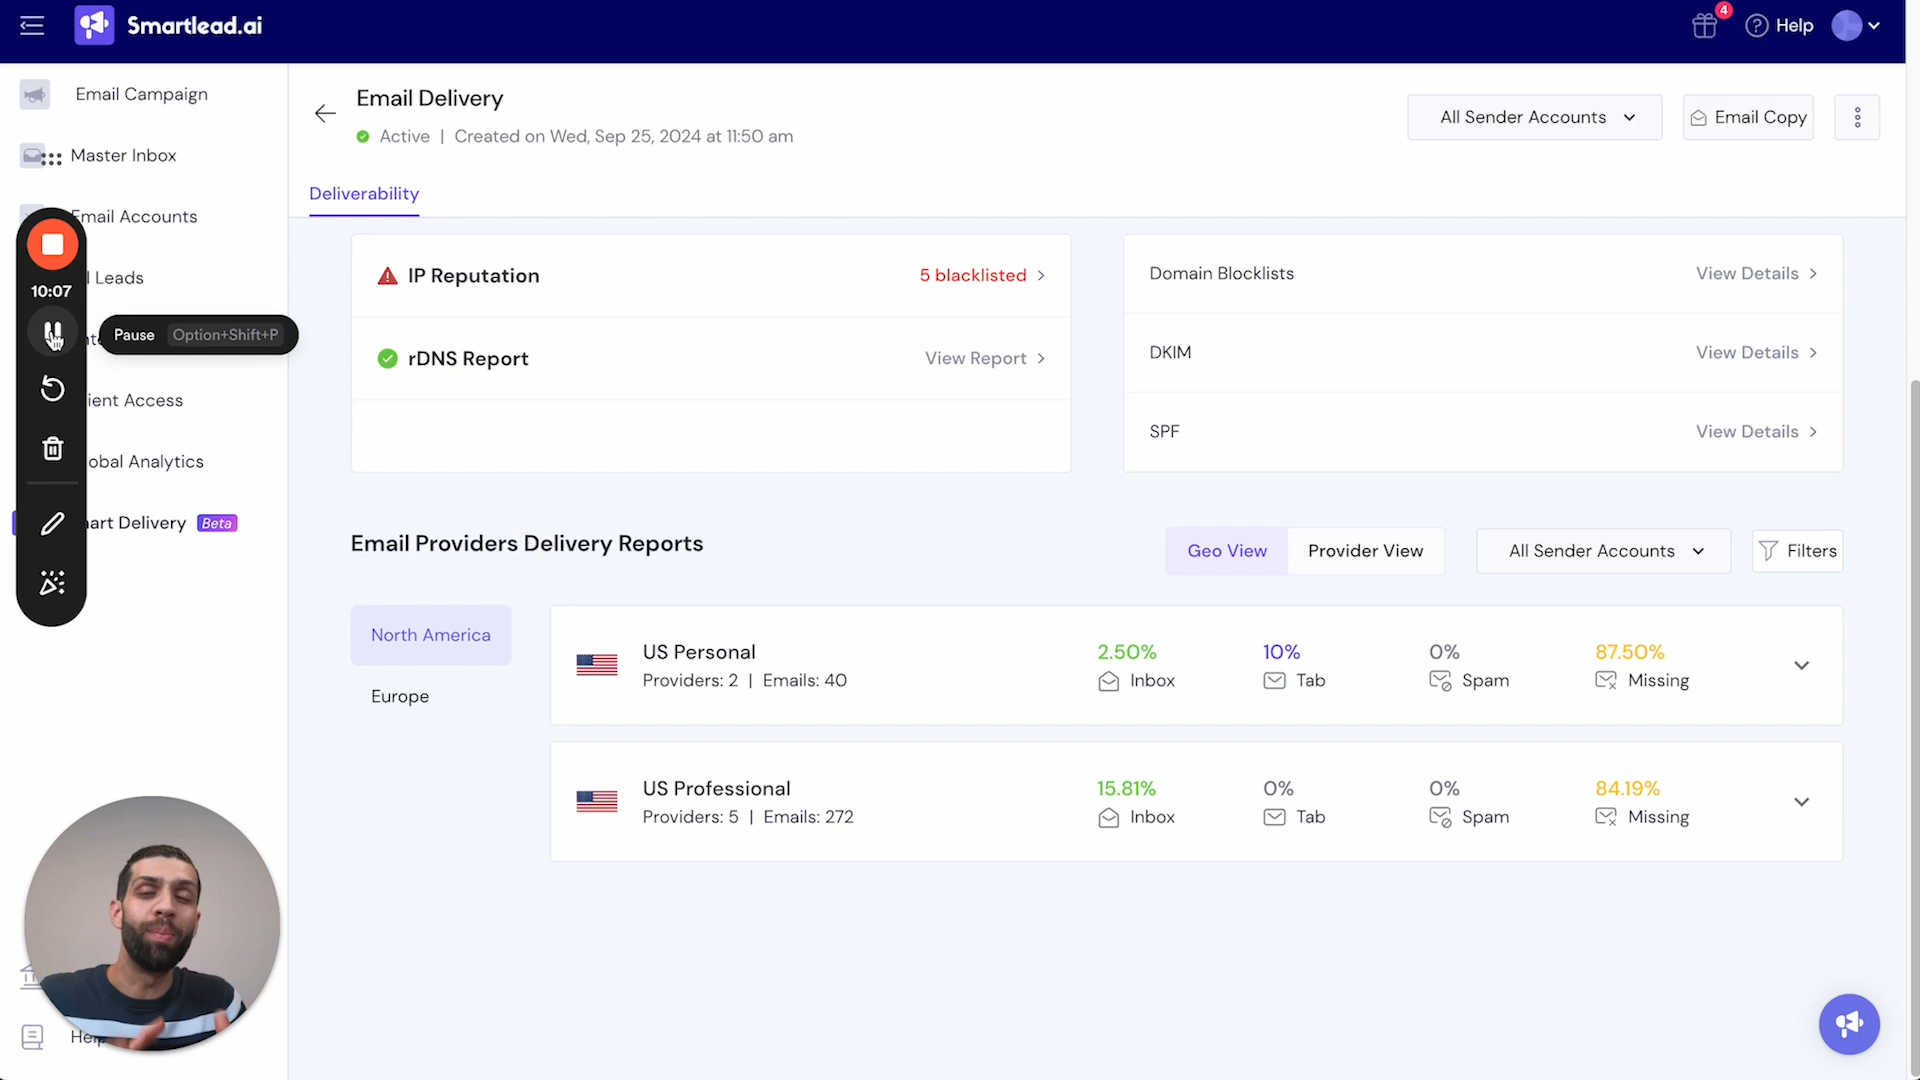 Smartlead.ai
4
Help
Email Campaign
Master Inbox
Email Accounts
l Leads
ient Access
obal Analytics
art Delivery Beta
Help
10:07
Pause Option+Shift+P
Email Delivery
Active | Created on Wed, Sep 25, 2024 at 11:50 am
All Sender Accounts
Email Copy
Deliverability
IP Reputation
5 blacklisted
rDNS Report
View Report
Domain Blocklists
View Details
DKIM
View Details
SPF
View Details
Email Providers Delivery Reports
Geo View
Provider View
All Sender Accounts
Filters
North America
Europe
US Personal
Providers: 2 | Emails: 40
2.50%
Inbox
10%
Tab
0%
Spam
87.50%
Missing
US Professional
Providers: 5 | Emails: 272
15.81%
Inbox
0%
Tab
0%
Spam
84.19%
Missing